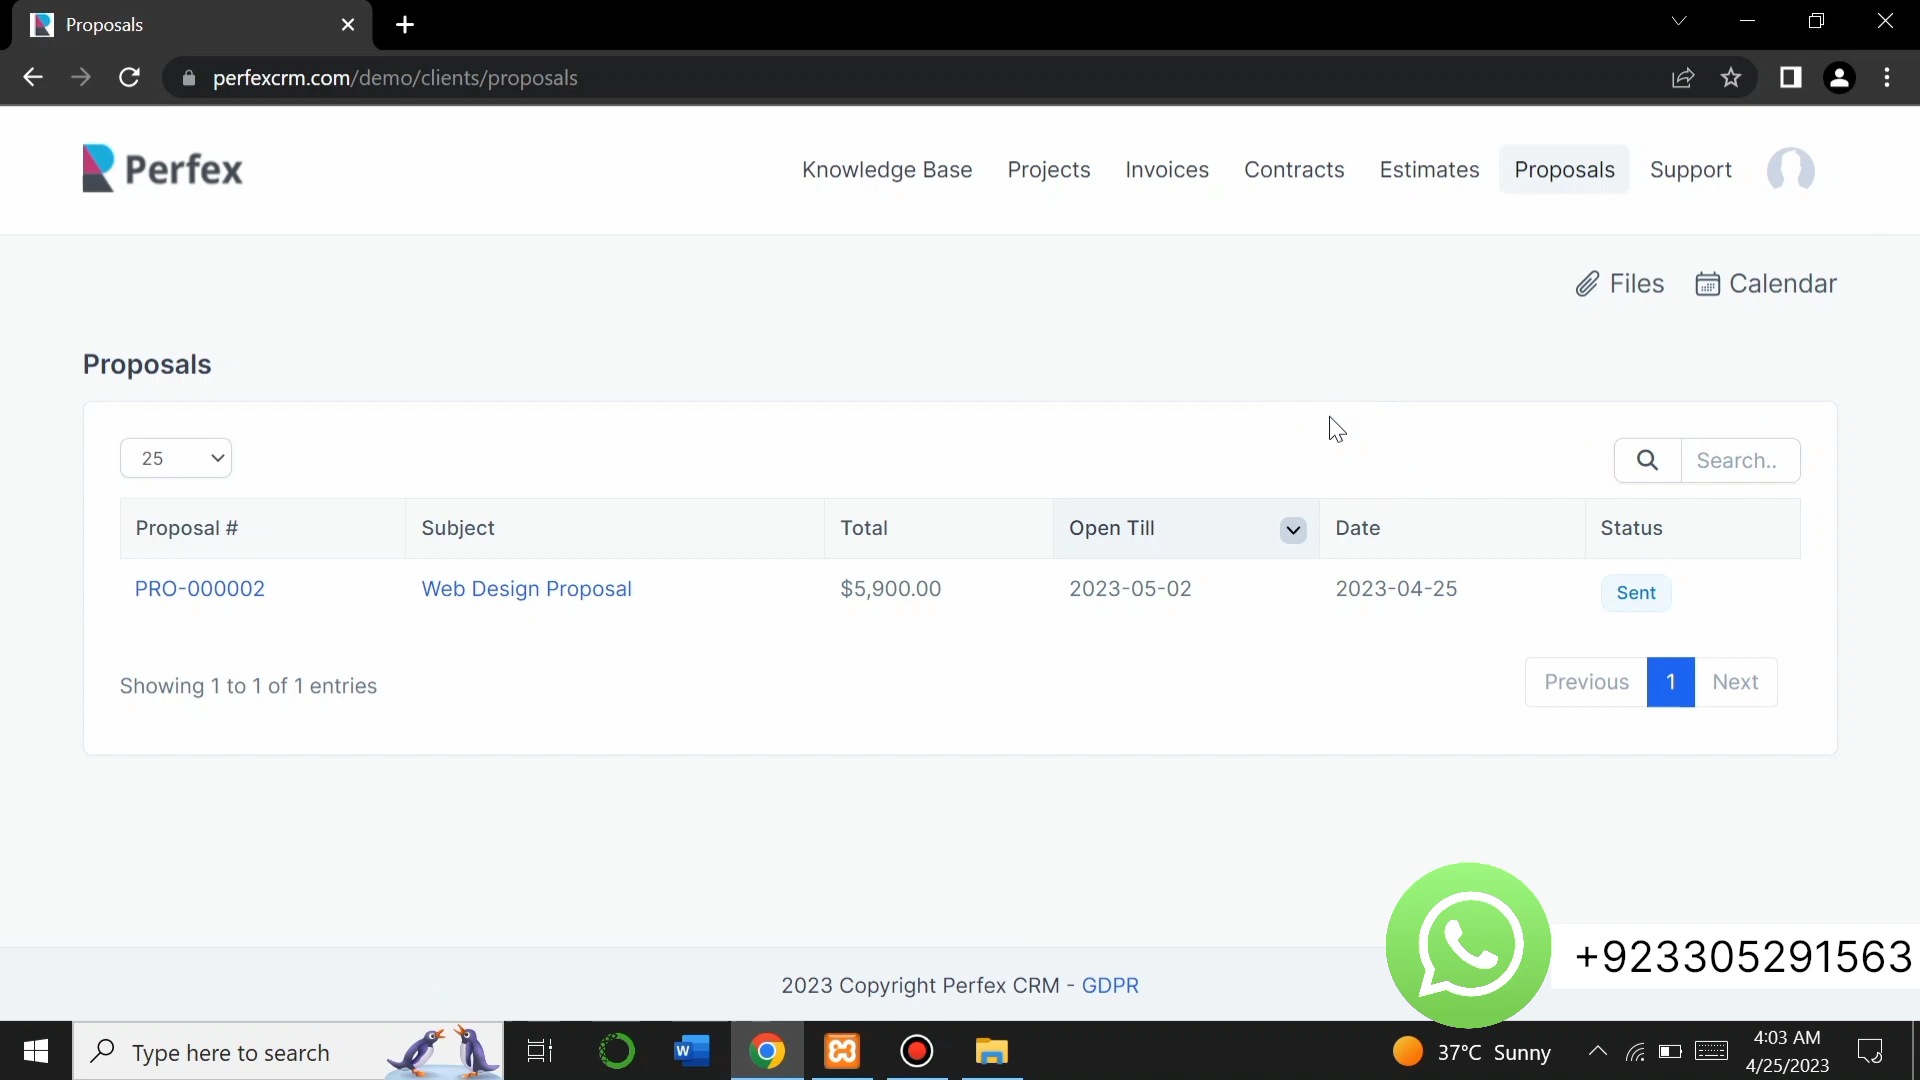 Proposals
perfexcrm.com/demo/clients/proposals
Perfex
Knowledge Base Projects Invoices Contracts Estimates Proposals Support
Files Calendar
Proposals
25
Search..
Proposal # Subject Total Open Till Date Status
PRO-000002 Web Design Proposal $5,900.00 2023-05-02 2023-04-25 Sent
Showing 1 to 1 of 1 entries
Previous 1 Next
+923305291563
2023 Copyright Perfex CRM - GDPR
Type here to search
W
37°C Sunny
4:03 AM
4/25/2023